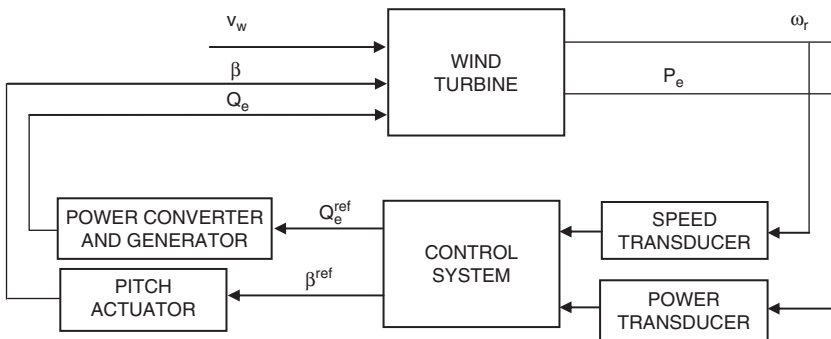 v_w
ω_r
WIND
TURBINE
β
P_e
Q_e
POWER CONVERTER
AND GENERATOR
Q_e^ref
CONTROL
SYSTEM
SPEED
TRANSDUCER
PITCH
ACTUATOR
β^ref
POWER
TRANSDUCER